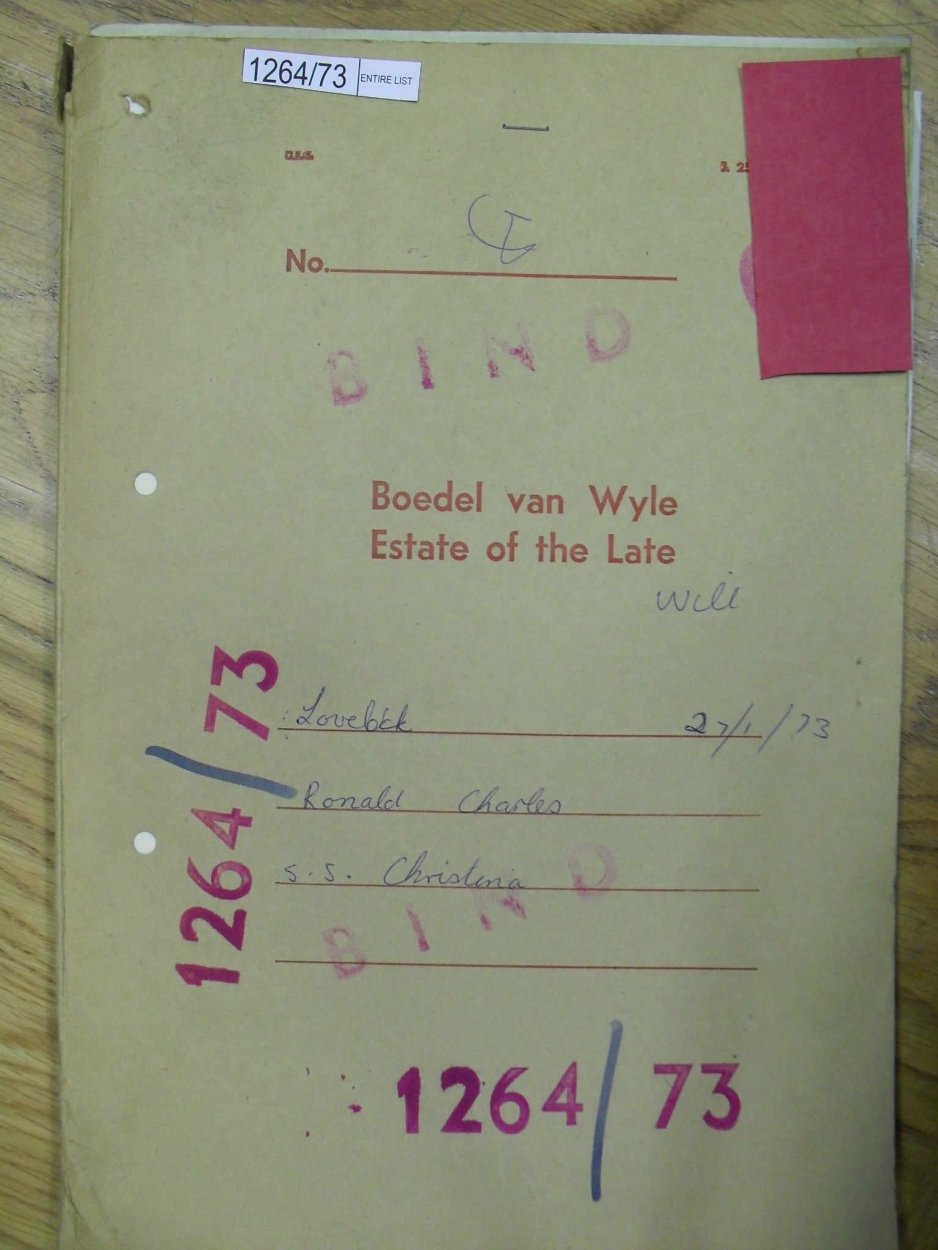 1264/73 ENTIRE LIST
No.
BIND
Boedel van Wyle
Estate of the Late
Will
1264/73
Lovelock 27/1/73
Ronald Charles
s.s. Christina
BIND
1264/73